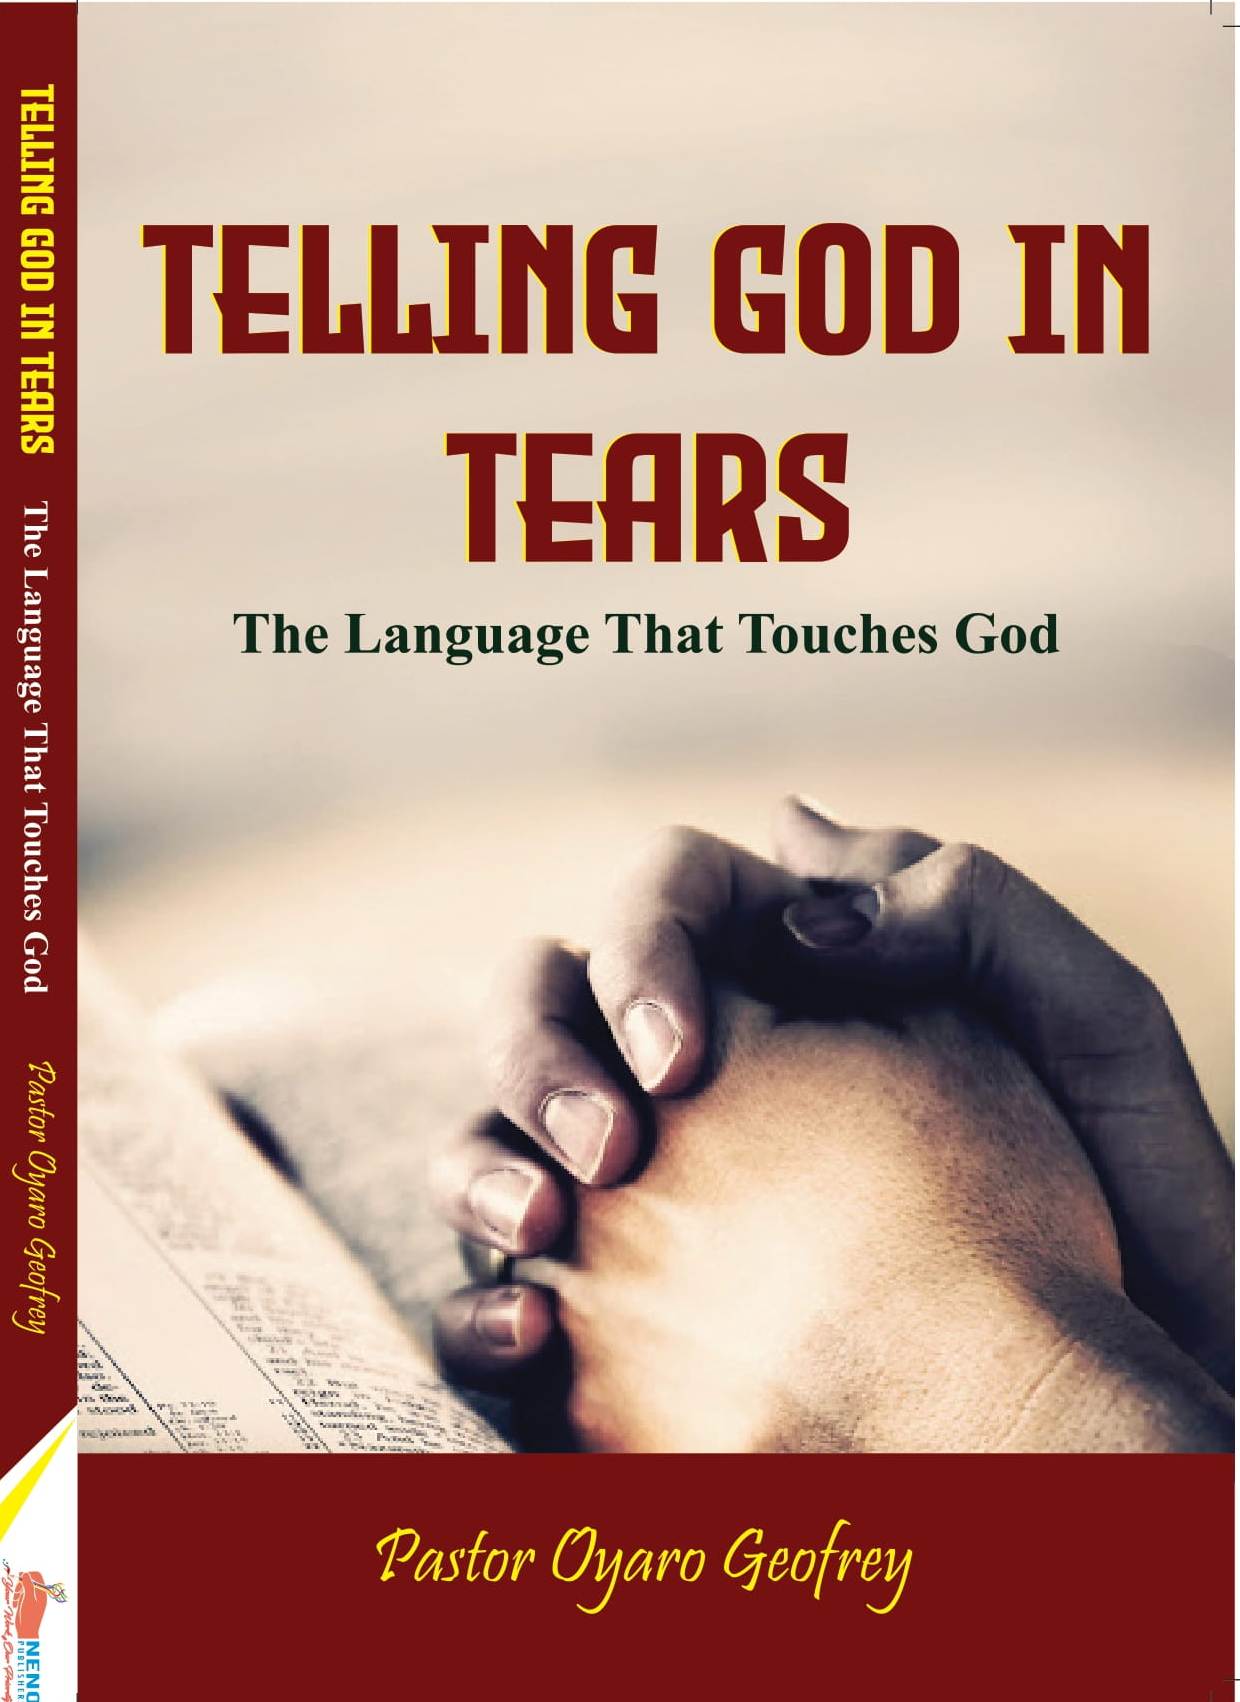 TELLING GOD IN
TEARS
The Language That Touches God
Pastor Oyaro Geofrey
TELLING GOD IN TEARS The Language That Touches God Pastor Oyaro Geofrey
NENO
PUBLISHER
rejoiced